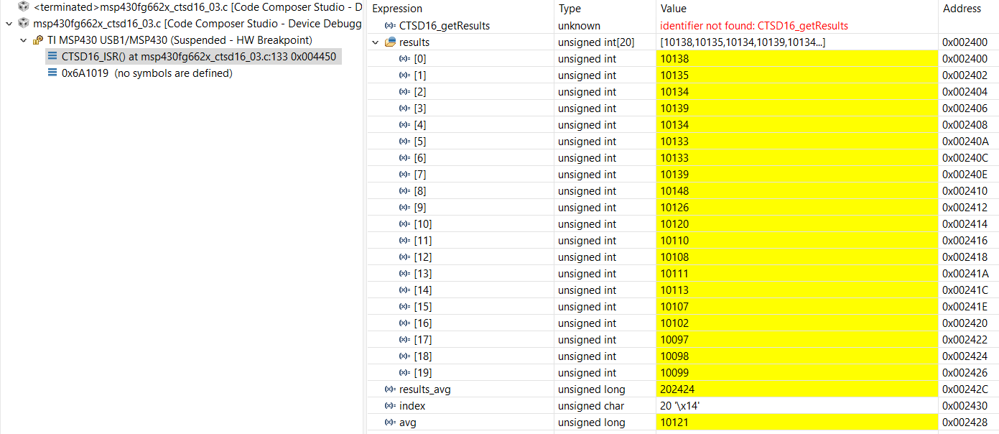 <terminated>msp430fg662x_ctsd16_03.c [Code Composer Studio - D
msp430fg662x_ctsd16_03.c [Code Composer Studio - Device Debugg
TI MSP430 USB1/MSP430 (Suspended - HW Breakpoint)
CTSD16_ISR() at msp430fg662x_ctsd16_03.c:133 0x004450
0x6A1019 (no symbols are defined)
Expression Type Value Address
(x)= CTSD16_getResults unknown identifier not found: CTSD16_getResults
results unsigned int[20] [10138,10135,10134,10139,10134...] 0x002400
(x)= [0] unsigned int 10138 0x002400
(x)= [1] unsigned int 10135 0x002402
(x)= [2] unsigned int 10134 0x002404
(x)= [3] unsigned int 10139 0x002406
(x)= [4] unsigned int 10134 0x002408
(x)= [5] unsigned int 10133 0x00240A
(x)= [6] unsigned int 10133 0x00240C
(x)= [7] unsigned int 10139 0x00240E
(x)= [8] unsigned int 10148 0x002410
(x)= [9] unsigned int 10126 0x002412
(x)= [10] unsigned int 10120 0x002414
(x)= [11] unsigned int 10110 0x002416
(x)= [12] unsigned int 10108 0x002418
(x)= [13] unsigned int 10111 0x00241A
(x)= [14] unsigned int 10113 0x00241C
(x)= [15] unsigned int 10107 0x00241E
(x)= [16] unsigned int 10102 0x002420
(x)= [17] unsigned int 10097 0x002422
(x)= [18] unsigned int 10098 0x002424
(x)= [19] unsigned int 10099 0x002426
(x)= results_avg unsigned long 202424 0x00242C
(x)= index unsigned char 20 '\x14' 0x002430
(x)= avg unsigned long 10121 0x002428